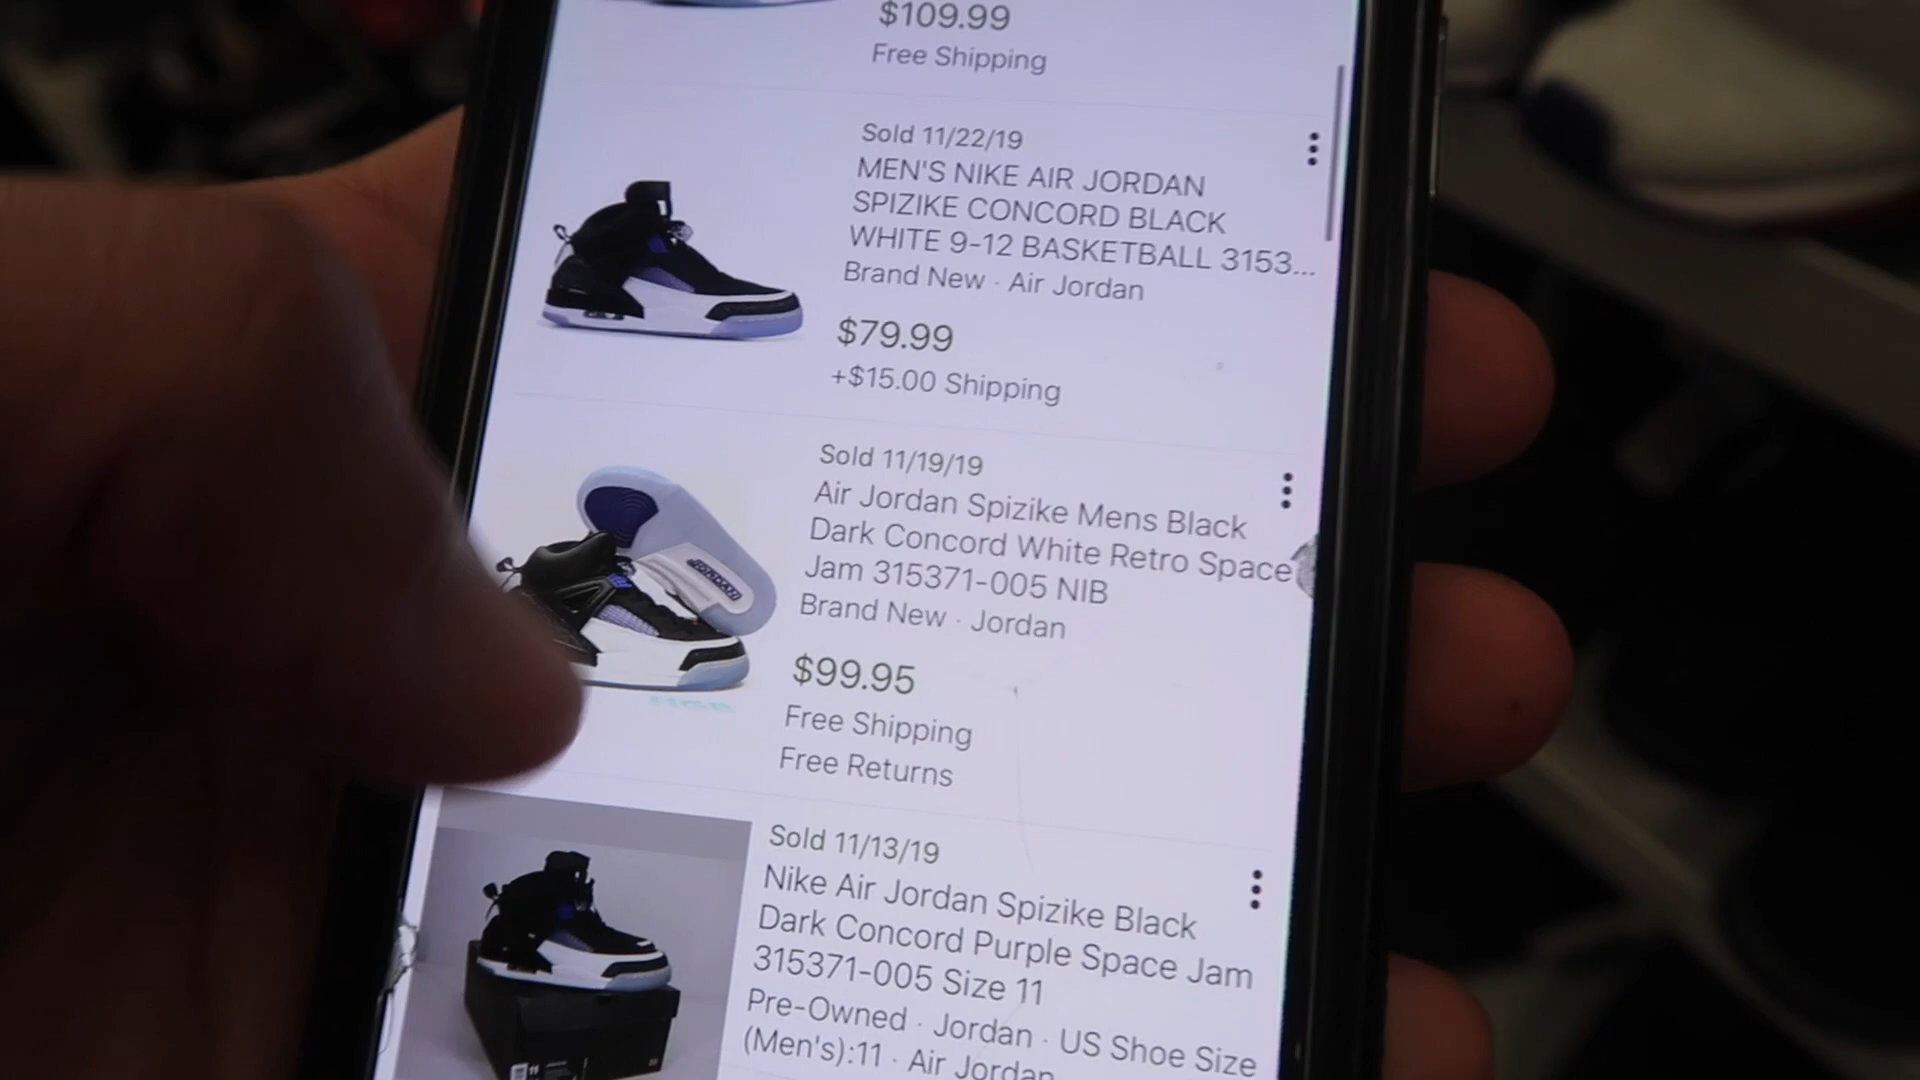 $109.99
Free Shipping
Sold 11/22/19
MEN'S NIKE AIR JORDAN
SPIZIKE CONCORD BLACK
WHITE 9-12 BASKETBALL 3153...
Brand New · Air Jordan
$79.99
+$15.00 Shipping
Sold 11/19/19
Air Jordan Spizike Mens Black
Dark Concord White Retro Space
Jam 315371-005 NIB
Brand New · Jordan
$99.95
Free Shipping
Free Returns
JORDAN
Sold 11/13/19
Nike Air Jordan Spizike Black
Dark Concord Purple Space Jam
315371-005 Size 11
Pre-Owned · Jordan · US Shoe Size
(Men's):11 · Air Jordan
11